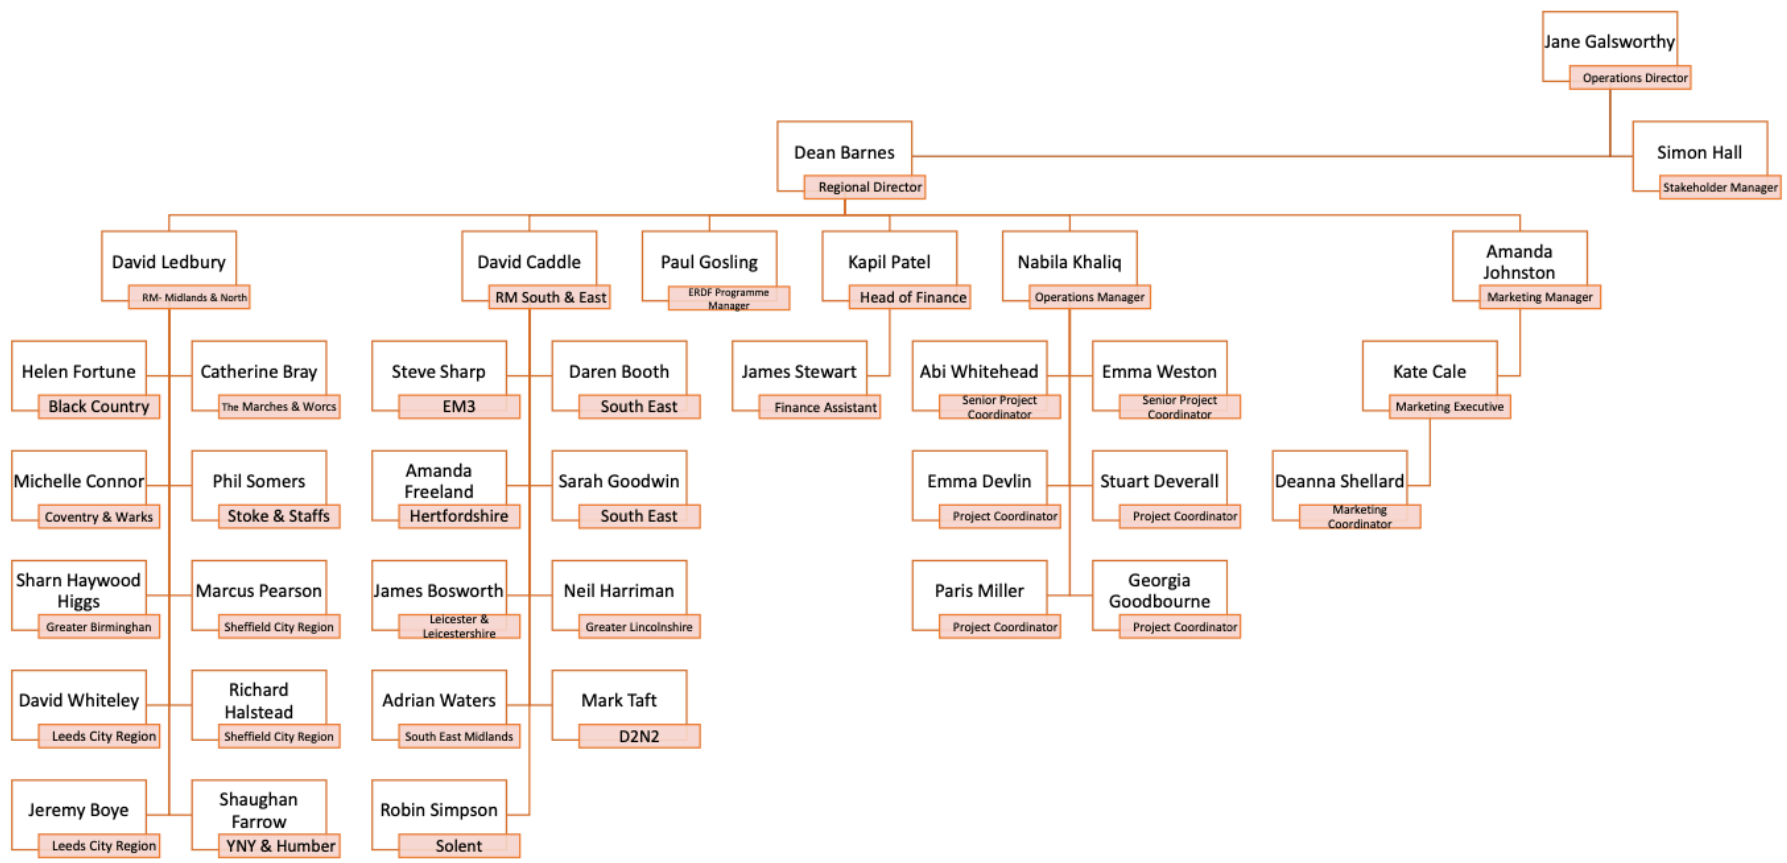 Jane Galsworthy
Operations Director
Dean Barnes
Regional Director
Simon Hall
Stakeholder Manager
David Ledbury
RM- Midlands & North
David Caddle
RM South & East
Paul Gosling
ERDF Programme
Manager
Kapil Patel
Head of Finance
Nabila Khaliq
Operations Manager
Amanda
Johnston
Marketing Manager
Helen Fortune
Black Country
Catherine Bray
The Marches & Worcs
Steve Sharp
EM3
Daren Booth
South East
James Stewart
Finance Assistant
Abi Whitehead
Senior Project
Coordinator
Emma Weston
Senior Project
Coordinator
Kate Cale
Marketing Executive
Michelle Connor
Coventry & Warks
Phil Somers
Stoke & Staffs
Amanda
Freeland
Hertfordshire
Sarah Goodwin
South East
Emma Devlin
Project Coordinator
Stuart Deverall
Project Coordinator
Deanna Shellard
Marketing
Coordinator
Sharn Haywood
Higgs
Greater Birminghan
Marcus Pearson
Sheffield City Region
James Bosworth
Leicester &
Leicestershire
Neil Harriman
Greater Lincolnshire
Paris Miller
Project Coordinator
Georgia
Goodbourne
Project Coordinator
David Whiteley
Leeds City Region
Richard
Halstead
Sheffield City Region
Adrian Waters
South East Midlands
Mark Taft
D2N2
Jeremy Boye
Leeds City Region
Shaughan
Farrow
YNY & Humber
Robin Simpson
Solent